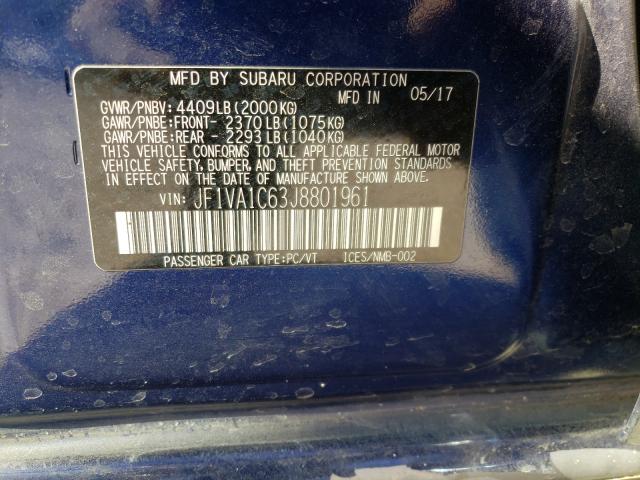 MFD BY SUBARU CORPORATION
MFD IN 05/17
GVWR/PNBV: 4409LB(2000KG)
GAWR/PNBE:FRONT- 2370LB(1075KG)
GAWR/PNBE:REAR - 2293LB(1040KG)
THIS VEHICLE CONFORMS TO ALL APPLICABLE FEDERAL MOTOR
VEHICLE SAFETY, BUMPER, AND THEFT PREVENTION STANDARDS
IN EFFECT ON THE DATE OF MANUFACTURE SHOWN ABOVE.
VIN: JF1VA1C63J8801961
PASSENGER CAR TYPE:PC/VT ICES/NMB-002